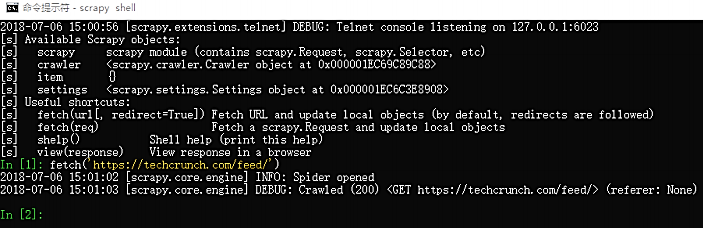 命令提示符 - scrapy shell
2018-07-06 15:00:56 [scrapy.extensions.telnet] DEBUG: Telnet console listening on 127.0.0.1:6023
[s] Available Scrapy objects:
[s]   scrapy     scrapy module (contains scrapy.Request, scrapy.Selector, etc)
[s]   crawler    <scrapy.crawler.Crawler object at 0x000001EC69C89C88>
[s]   item       {}
[s]   settings   <scrapy.settings.Settings object at 0x000001EC6C3E8908>
[s] Useful shortcuts:
[s]   fetch(url[, redirect=True]) Fetch URL and update local objects (by default, redirects are followed)
[s]   fetch(req)                  Fetch a scrapy.Request and update local objects
[s]   shelp()           Shell help (print this help)
[s]   view(response)    View response in a browser
In [1]: fetch('https://techcrunch.com/feed/')
2018-07-06 15:01:02 [scrapy.core.engine] INFO: Spider opened
2018-07-06 15:01:03 [scrapy.core.engine] DEBUG: Crawled (200) <GET https://techcrunch.com/feed/> (referer: None)
In [2]: